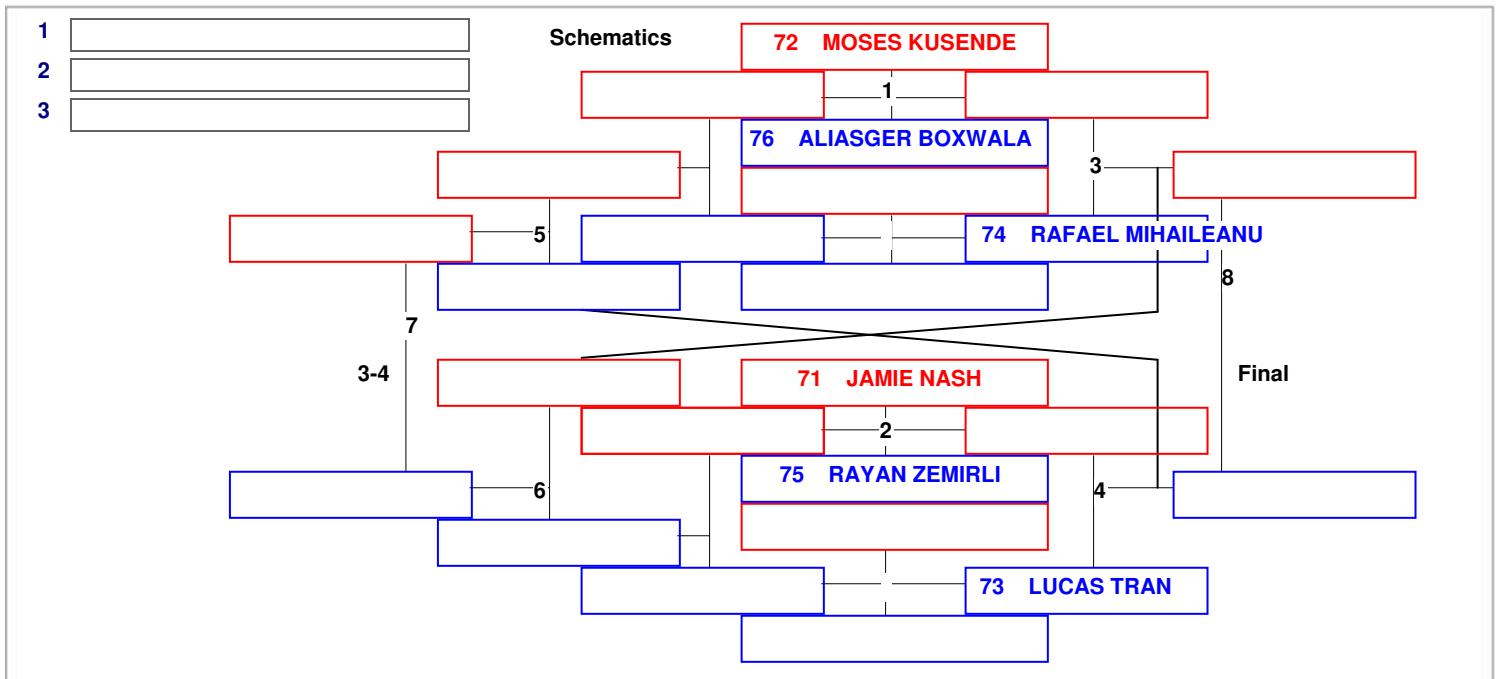 1
Schematics
72 MOSES KUSENDE
2
1
3
76 ALIASGER BOXWALA
3
5
74 RAFAEL MIHAILEANU
8
7
3-4
71 JAMIE NASH
Final
2
75 RAYAN ZEMIRLI
6
4
73 LUCAS TRAN